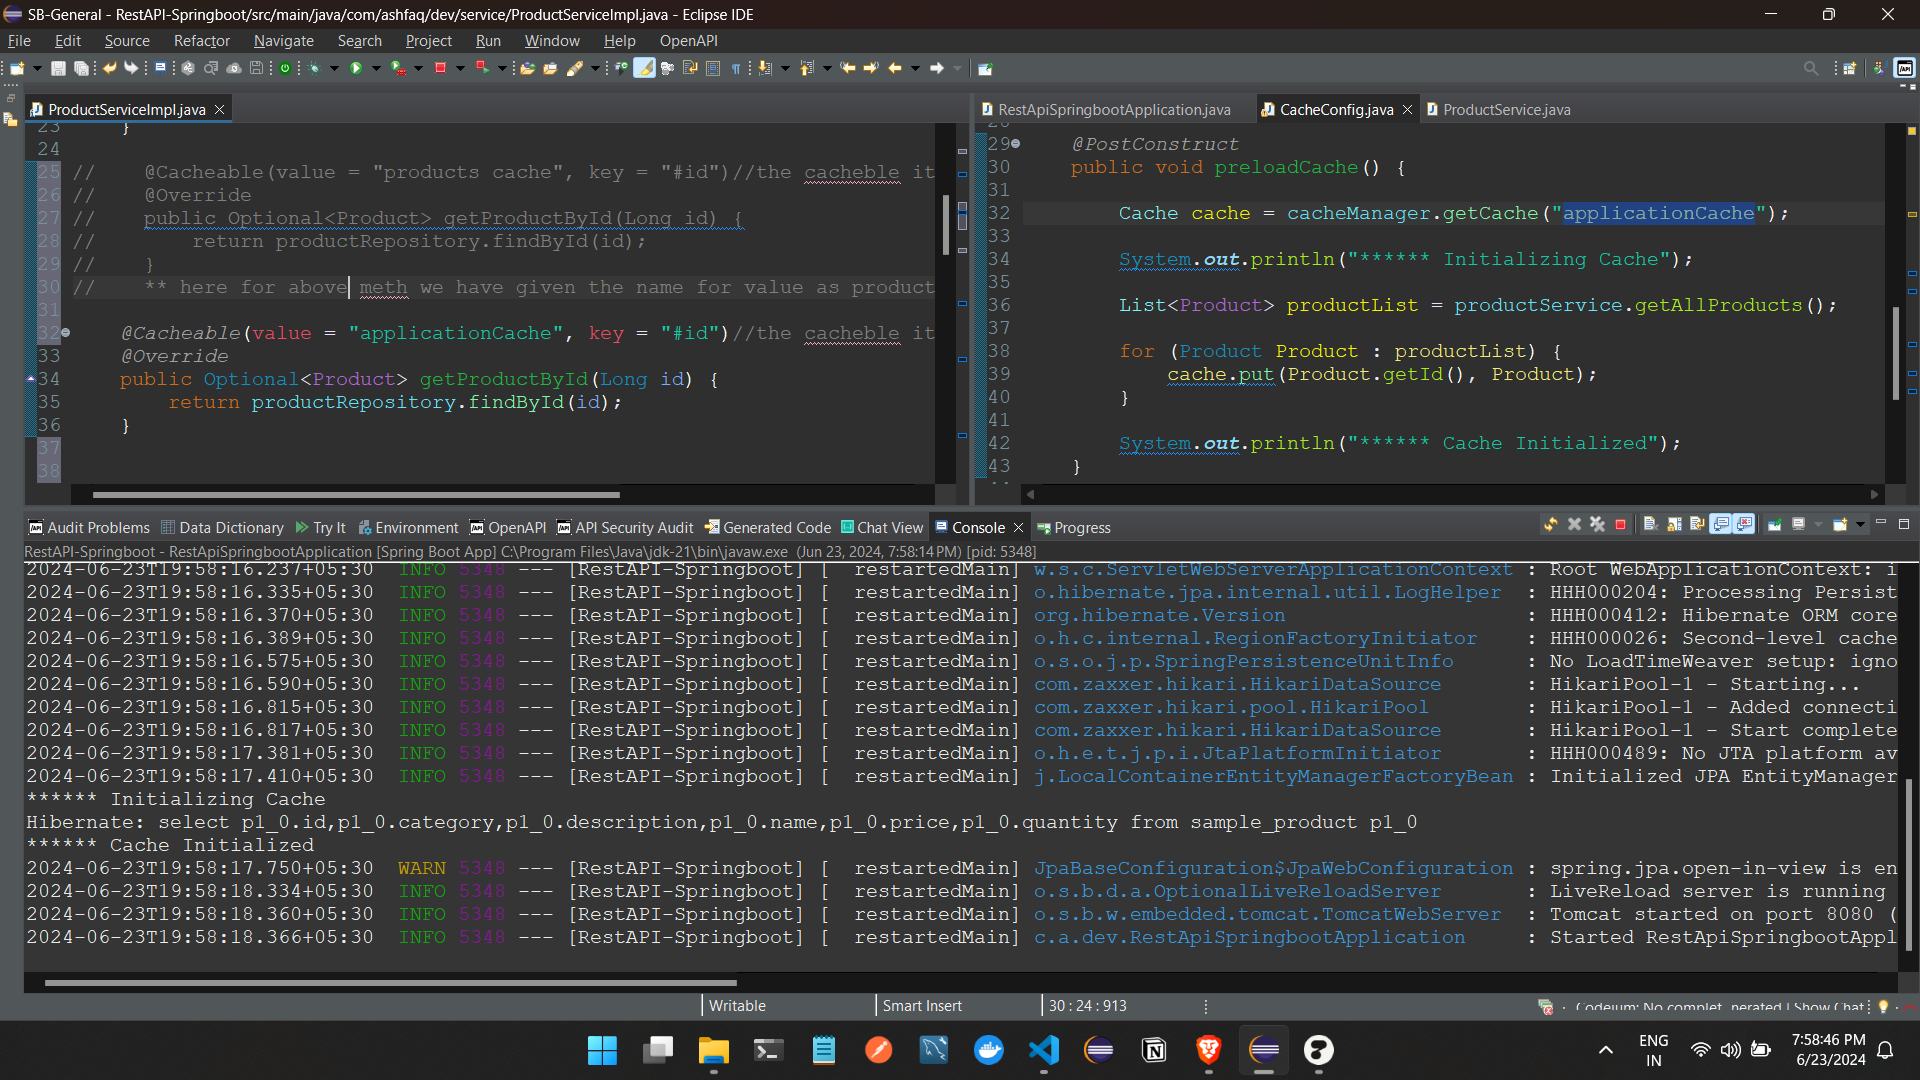 SB-General - RestAPI-Springboot/src/main/java/com/ashfaq/dev/service/ProductServiceImpl.java - Eclipse IDE
File Edit Source Refactor Navigate Search Project Run Window Help OpenAPI
ProductServiceImpl.java
23 }
24
25 // @Cacheable(value = "products cache", key = "#id")//the cacheble it
26 // @Override
27 // public Optional<Product> getProductById(Long id) {
28 // return productRepository.findById(id);
29 // }
30 // ** here for above meth we have given the name for value as product
31
32 @Cacheable(value = "applicationCache", key = "#id")//the cacheble it
33 @Override
34 public Optional<Product> getProductById(Long id) {
35 return productRepository.findById(id);
36 }
37
38
RestApiSpringbootApplication.java CacheConfig.java ProductService.java
29 @PostConstruct
30 public void preloadCache() {
31
32 Cache cache = cacheManager.getCache("applicationCache");
33
34 System.out.println("****** Initializing Cache");
35
36 List<Product> productList = productService.getAllProducts();
37
38 for (Product Product : productList) {
39 cache.put(Product.getId(), Product);
40 }
41
42 System.out.println("****** Cache Initialized");
43 }
Audit Problems Data Dictionary Try It Environment OpenAPI API Security Audit Generated Code Chat View Console Progress
RestAPI-Springboot - RestApiSpringbootApplication [Spring Boot App] C:\Program Files\Java\jdk-21\bin\javaw.exe (Jun 23, 2024, 7:58:14 PM) [pid: 5348]
2024-06-23T19:58:16.237+05:30 INFO 5348 --- [RestAPI-Springboot] [ restartedMain] w.s.c.ServletWebServerApplicationContext : Root WebApplicationContext: i
2024-06-23T19:58:16.335+05:30 INFO 5348 --- [RestAPI-Springboot] [ restartedMain] o.hibernate.jpa.internal.util.LogHelper : HHH000204: Processing Persist
2024-06-23T19:58:16.370+05:30 INFO 5348 --- [RestAPI-Springboot] [ restartedMain] org.hibernate.Version : HHH000412: Hibernate ORM core
2024-06-23T19:58:16.389+05:30 INFO 5348 --- [RestAPI-Springboot] [ restartedMain] o.h.c.internal.RegionFactoryInitiator : HHH000026: Second-level cache
2024-06-23T19:58:16.575+05:30 INFO 5348 --- [RestAPI-Springboot] [ restartedMain] o.s.o.j.p.SpringPersistenceUnitInfo : No LoadTimeWeaver setup: igno
2024-06-23T19:58:16.590+05:30 INFO 5348 --- [RestAPI-Springboot] [ restartedMain] com.zaxxer.hikari.HikariDataSource : HikariPool-1 - Starting...
2024-06-23T19:58:16.815+05:30 INFO 5348 --- [RestAPI-Springboot] [ restartedMain] com.zaxxer.hikari.pool.HikariPool : HikariPool-1 - Added connecti
2024-06-23T19:58:16.817+05:30 INFO 5348 --- [RestAPI-Springboot] [ restartedMain] com.zaxxer.hikari.HikariDataSource : HikariPool-1 - Start complete
2024-06-23T19:58:17.381+05:30 INFO 5348 --- [RestAPI-Springboot] [ restartedMain] o.h.e.t.j.p.i.JtaPlatformInitiator : HHH000489: No JTA platform av
2024-06-23T19:58:17.410+05:30 INFO 5348 --- [RestAPI-Springboot] [ restartedMain] j.LocalContainerEntityManagerFactoryBean : Initialized JPA EntityManager
****** Initializing Cache
Hibernate: select p1_0.id,p1_0.category,p1_0.description,p1_0.name,p1_0.price,p1_0.quantity from sample_product p1_0
****** Cache Initialized
2024-06-23T19:58:17.750+05:30 WARN 5348 --- [RestAPI-Springboot] [ restartedMain] JpaBaseConfiguration$JpaWebConfiguration : spring.jpa.open-in-view is en
2024-06-23T19:58:18.334+05:30 INFO 5348 --- [RestAPI-Springboot] [ restartedMain] o.s.b.d.a.OptionalLiveReloadServer : LiveReload server is running
2024-06-23T19:58:18.360+05:30 INFO 5348 --- [RestAPI-Springboot] [ restartedMain] o.s.b.w.embedded.tomcat.TomcatWebServer : Tomcat started on port 8080 (
2024-06-23T19:58:18.366+05:30 INFO 5348 --- [RestAPI-Springboot] [ restartedMain] c.a.dev.RestApiSpringbootApplication : Started RestApiSpringbootAppl
Writable Smart Insert 30 : 24 : 913 Codeium: No complet nerated | Show Chat
ENG 7:58:46 PM
IN 6/23/2024